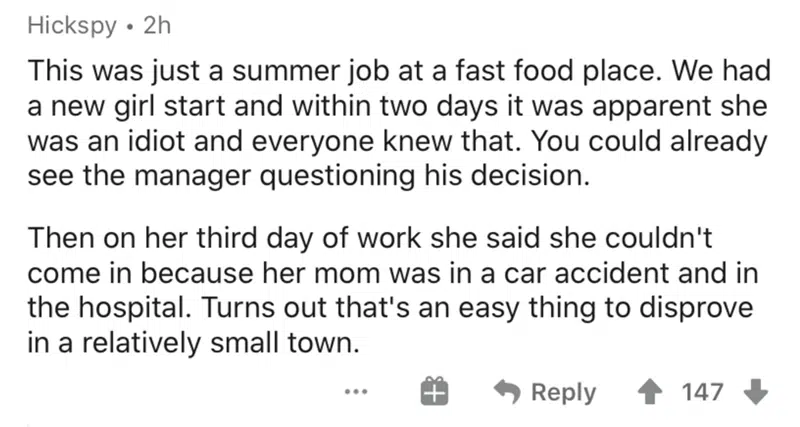 Hickspy • 2h
This was just a summer job at a fast food place. We had
a new girl start and within two days it was apparent she
was an idiot and everyone knew that. You could already
see the manager questioning his decision.
Then on her third day of work she said she couldn't
come in because her mom was in a car accident and in
the hospital. Turns out that's an easy thing to disprove
in a relatively small town.
Reply 147